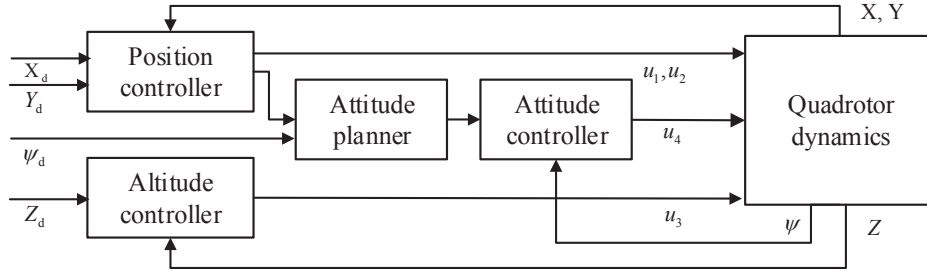 X, Y
Position
controller
X_d
Y_d
u_1, u_2
Attitude
planner
Attitude
controller
u_4
Quadrotor
dynamics
ψ_d
Altitude
controller
Z_d
u_3
ψ
Z